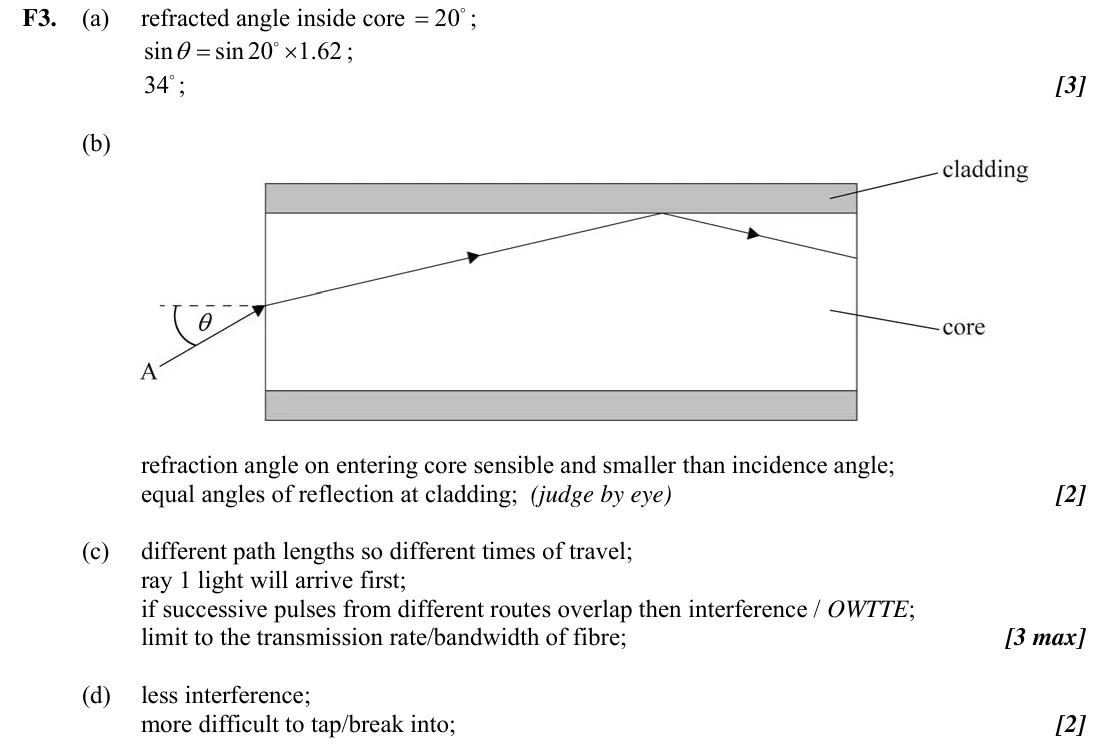 F3. (a) refracted angle inside core = 20°;
sin θ = sin 20° × 1.62;
34°; [3]
(b)
cladding
θ
core
A
refraction angle on entering core sensible and smaller than incidence angle;
equal angles of reflection at cladding; (judge by eye) [2]
(c) different path lengths so different times of travel;
ray 1 light will arrive first;
if successive pulses from different routes overlap then interference / OWTTE;
limit to the transmission rate/bandwidth of fibre; [3 max]
(d) less interference;
more difficult to tap/break into; [2]